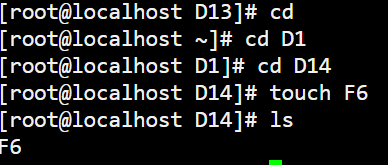 [root@localhost D13]# cd
[root@localhost ~]# cd D1
[root@localhost D1]# cd D14
[root@localhost D14]# touch F6
[root@localhost D14]# ls
F6